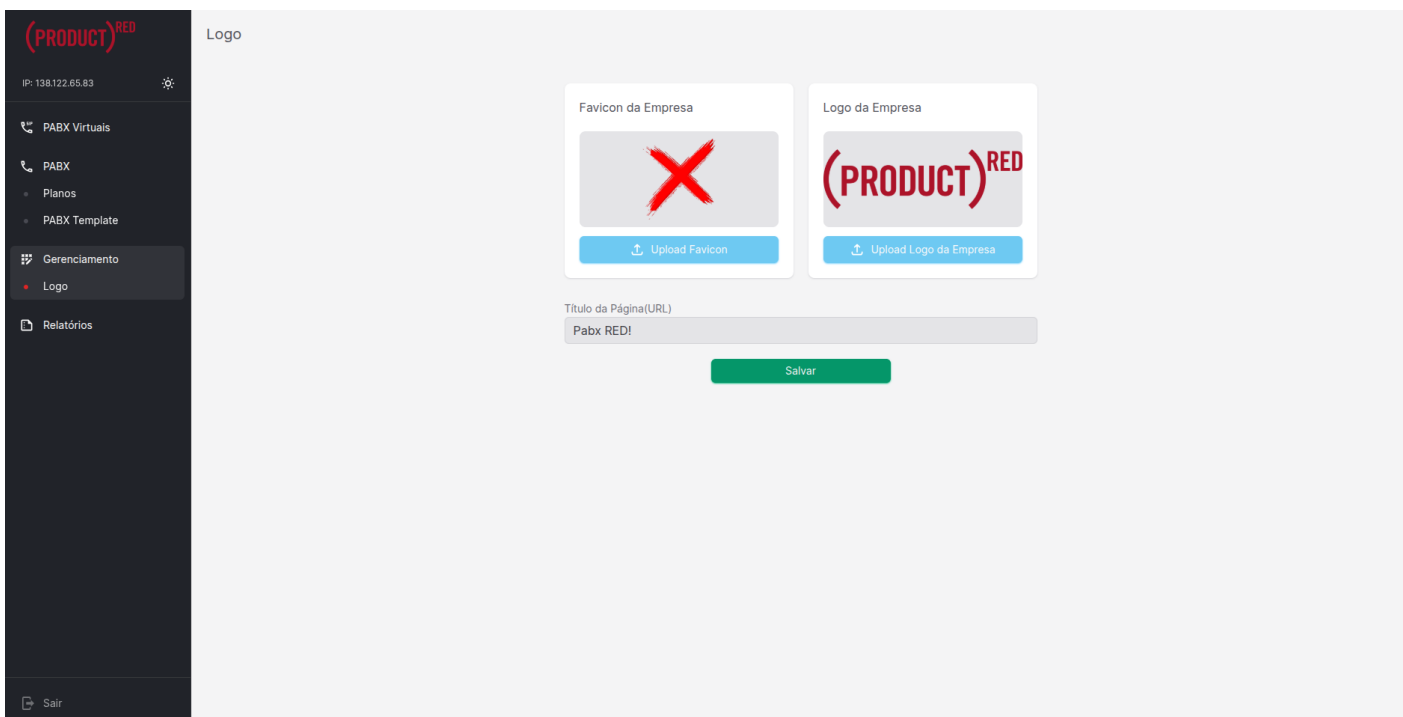 (PRODUCT)RED
IP: 138.122.65.83
PABX Virtuais
PABX
Planos
PABX Template
Gerenciamento
Logo
Relatórios
Sair
Logo
Favicon da Empresa
Upload Favicon
Logo da Empresa
(PRODUCT)RED
Upload Logo da Empresa
Título da Página(URL)
Pabx RED!
Salvar